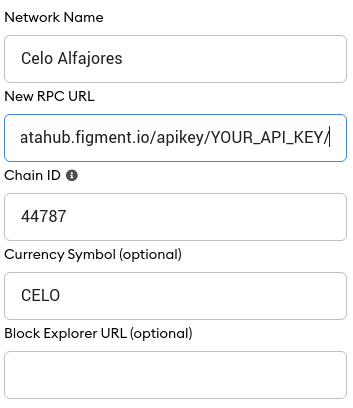 Network Name
Celo Alfajores
New RPC URL
atahub.figment.io/apikey/YOUR_API_KEY/
Chain ID
44787
Currency Symbol (optional)
CELO
Block Explorer URL (optional)